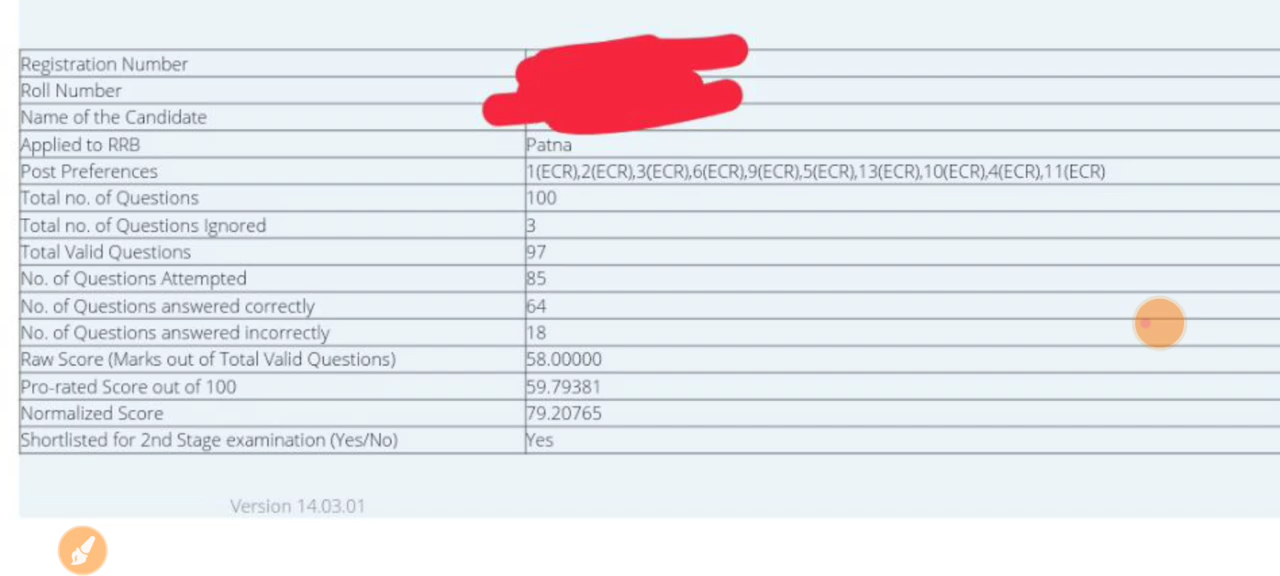 Registration Number
Roll Number
Name of the Candidate
Applied to RRB Patna
Post Preferences 1(ECR),2(ECR),3(ECR),6(ECR),9(ECR),5(ECR),13(ECR),10(ECR),4(ECR),11(ECR)
Total no. of Questions 100
Total no. of Questions Ignored 3
Total Valid Questions 97
No. of Questions Attempted 85
No. of Questions answered correctly 64
No. of Questions answered incorrectly 18
Raw Score (Marks out of Total Valid Questions) 58.00000
Pro-rated Score out of 100 59.79381
Normalized Score 79.20765
Shortlisted for 2nd Stage examination (Yes/No) Yes
Version 14.03.01